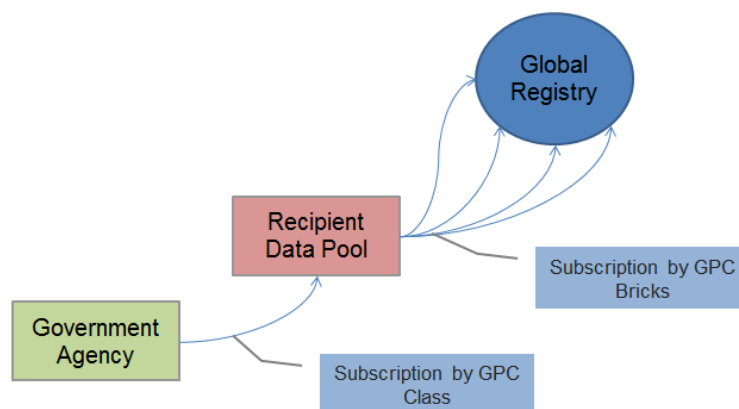 Global
Registry
Recipient
Data Pool
Subscription by GPC
Bricks
Government
Agency
Subscription by GPC
Class